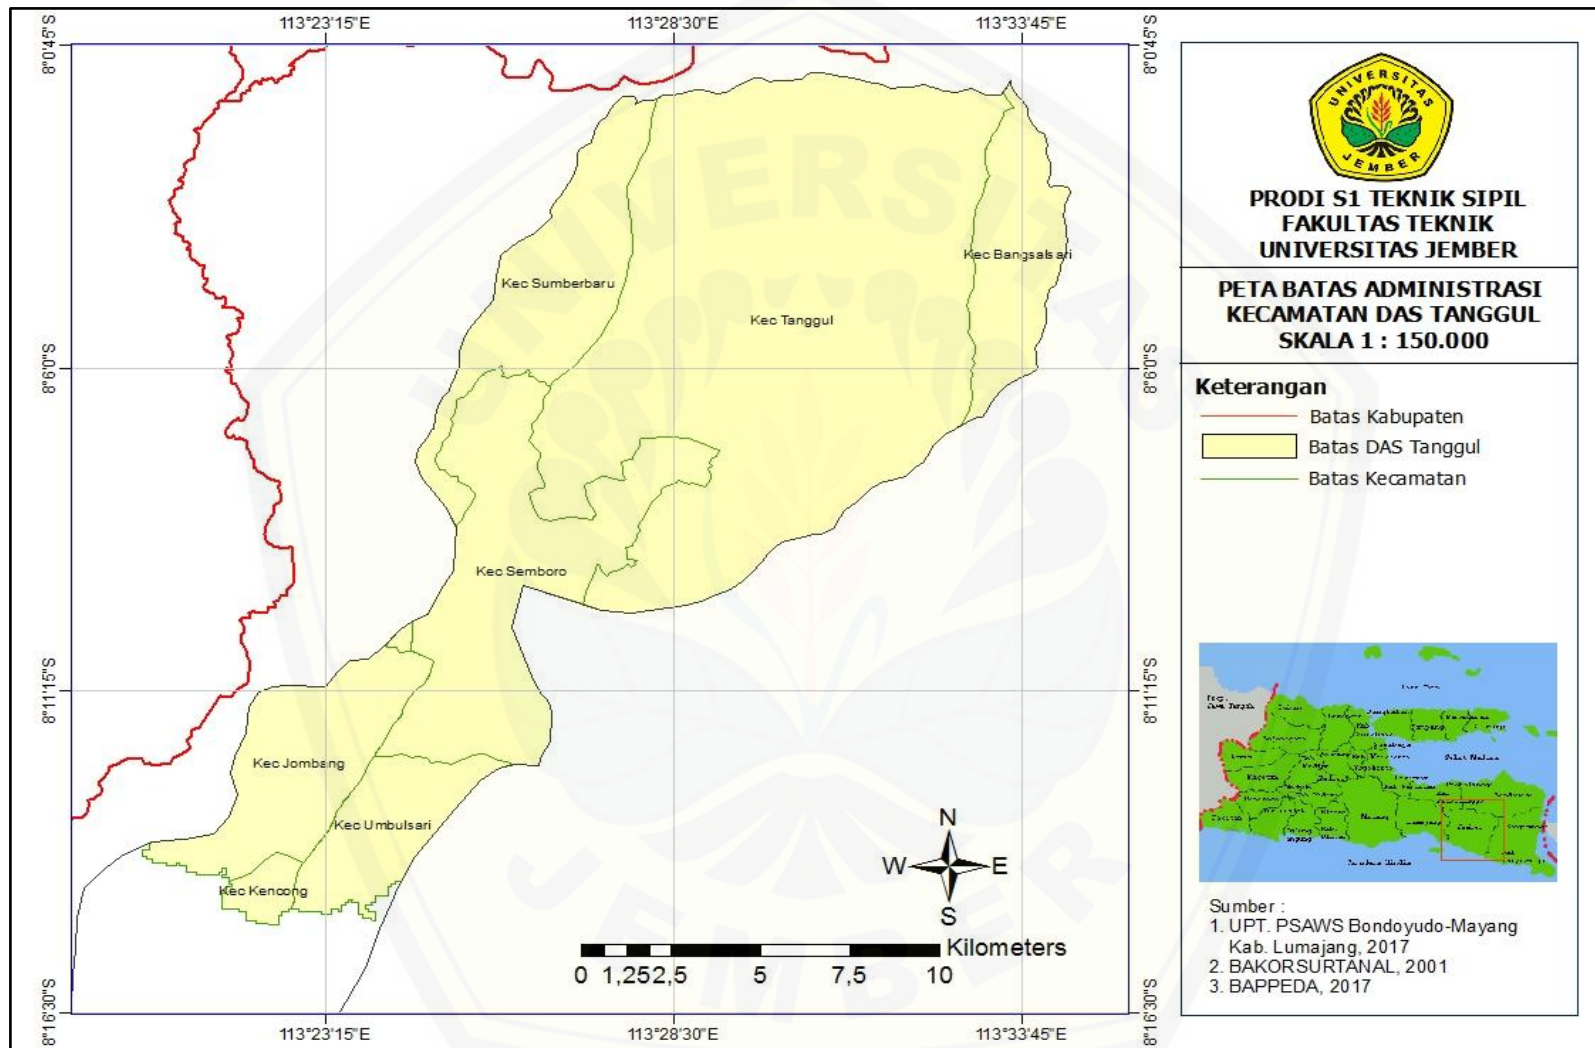 113°23'15"E 113°28'30"E 113°33'45"E
8°0'45"S 8°0'45"S
UNIVERSITAS
JEMBER
PRODI S1 TEKNIK SIPIL
FAKULTAS TEKNIK
UNIVERSITAS JEMBER
PETA BATAS ADMINISTRASI
KECAMATAN DAS TANGGUL
SKALA 1 : 150.000
Keterangan
Batas Kabupaten
Batas DAS Tanggul
Batas Kecamatan
UNIVERSITAS
JEMBER
Kec Bangsalsari
Kec Sumberbaru
Kec Tanggul
8°6'0"S 8°6'0"S
Kec Semboro
8°11'15"S 8°11'15"S
Kec Jombang
Kec Umbulsari
Kec Kencong
N
W E
S
Kilometers
0 1,25 2,5 5 7,5 10
8°16'30"S 8°16'30"S
113°23'15"E 113°28'30"E 113°33'45"E
Sumber :
1. UPT. PSAWS Bondoyudo-Mayang
Kab. Lumajang, 2017
2. BAKORSURTANAL, 2001
3. BAPPEDA, 2017